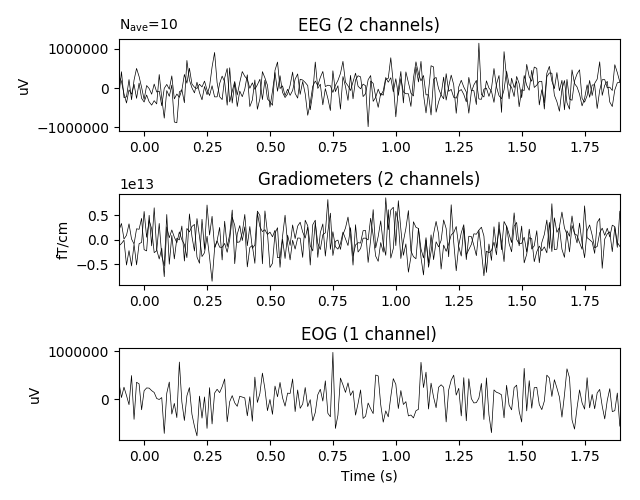 N_ave=10
EEG (2 channels)
1000000
0
−1000000
uV
0.00 0.25 0.50 0.75 1.00 1.25 1.50 1.75
1e13
Gradiometers (2 channels)
0.5
0.0
−0.5
fT/cm
0.00 0.25 0.50 0.75 1.00 1.25 1.50 1.75
EOG (1 channel)
1000000
0
uV
0.00 0.25 0.50 0.75 1.00 1.25 1.50 1.75
Time (s)